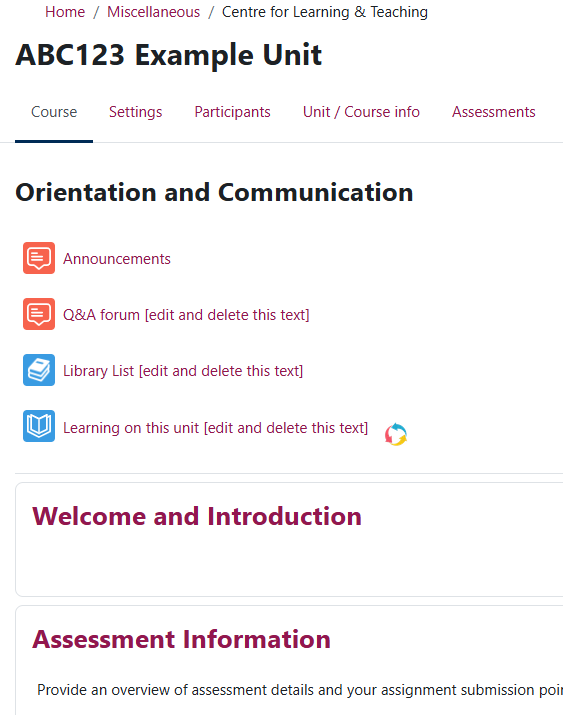 Home / Miscellaneous / Centre for Learning & Teaching
ABC123 Example Unit
Course Settings Participants Unit / Course info Assessments
Orientation and Communication
Announcements
Q&A forum [edit and delete this text]
Library List [edit and delete this text]
Learning on this unit [edit and delete this text]
Welcome and Introduction
Assessment Information
Provide an overview of assessment details and your assignment submission